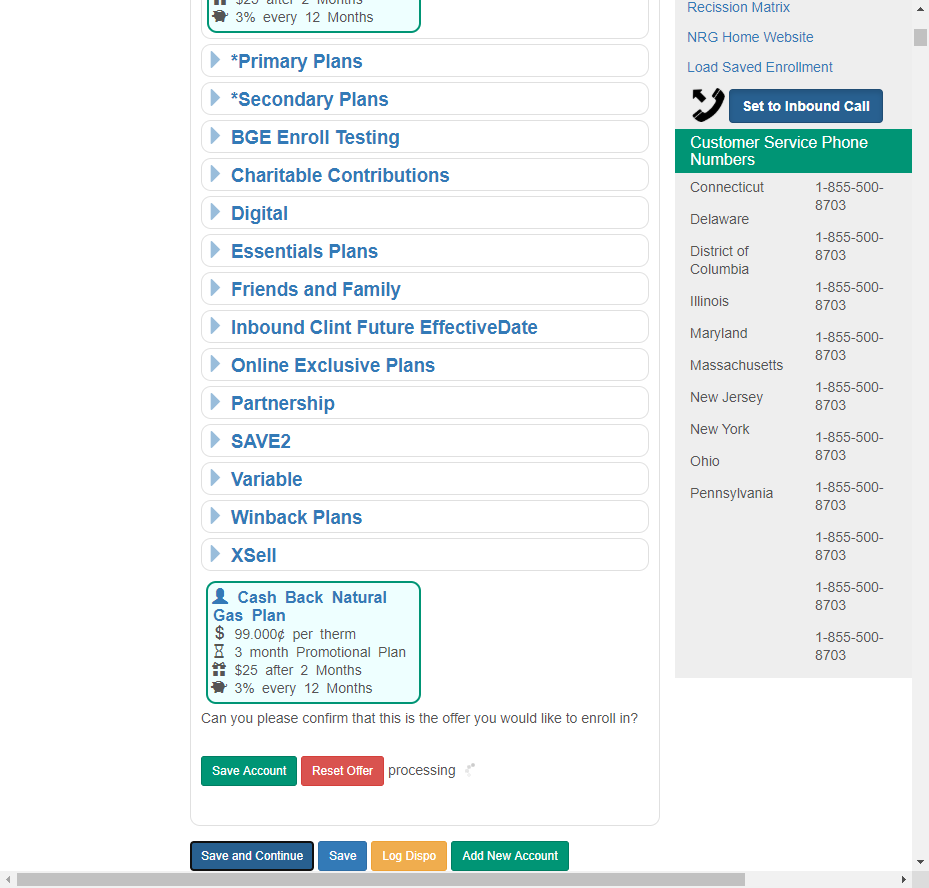 $25 after 2 Months
3% every 12 Months
*Primary Plans
*Secondary Plans
BGE Enroll Testing
Charitable Contributions
Digital
Essentials Plans
Friends and Family
Inbound Clint Future EffectiveDate
Online Exclusive Plans
Partnership
SAVE2
Variable
Winback Plans
XSell
Cash Back Natural
Gas Plan
$ 99.000¢ per therm
3 month Promotional Plan
$25 after 2 Months
3% every 12 Months
Can you please confirm that this is the offer you would like to enroll in?
Save Account Reset Offer processing
Save and Continue Save Log Dispo Add New Account
Recission Matrix
NRG Home Website
Load Saved Enrollment
Set to Inbound Call
Customer Service Phone
Numbers
Connecticut
Delaware
District of
Columbia
Illinois
Maryland
Massachusetts
New Jersey
New York
Ohio
Pennsylvania
1-855-500-
8703
1-855-500-
8703
1-855-500-
8703
1-855-500-
8703
1-855-500-
8703
1-855-500-
8703
1-855-500-
8703
1-855-500-
8703
1-855-500-
8703
1-855-500-
8703